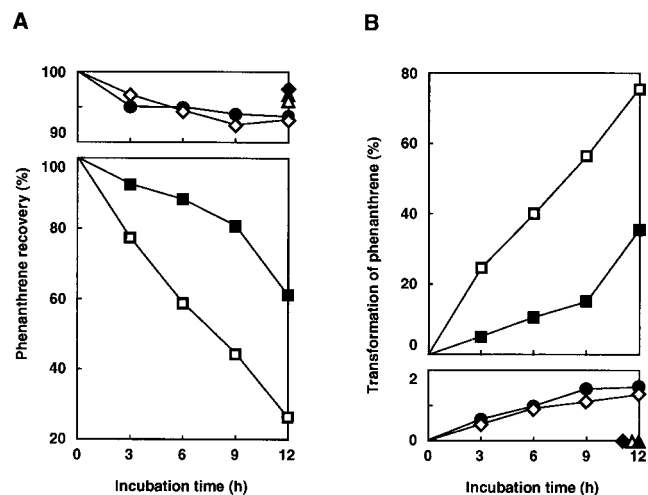 A
B
100
90
100
80
60
40
20
Phenanthrene recovery (%)
0 3 6 9 12
Incubation time (h)
80
60
40
20
0
2
0
Transformation of phenanthrene (%)
0 3 6 9 12
Incubation time (h)